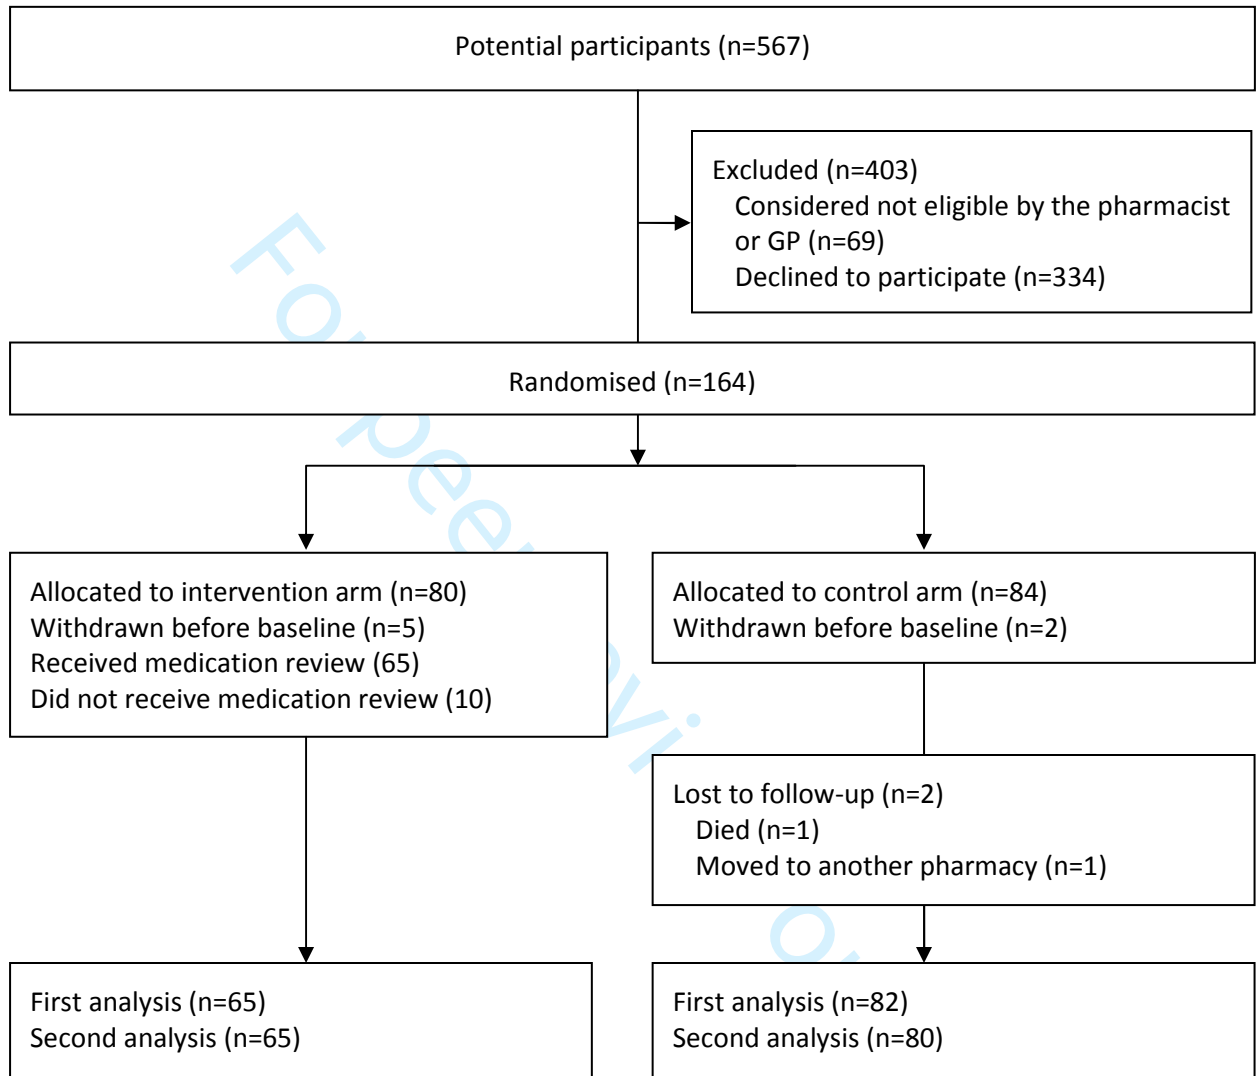 Potential participants (n=567)
Excluded (n=403)
Considered not eligible by the pharmacist
or GP (n=69)
Declined to participate (n=334)
Randomised (n=164)
Allocated to intervention arm (n=80)
Withdrawn before baseline (n=5)
Received medication review (65)
Did not receive medication review (10)
Allocated to control arm (n=84)
Withdrawn before baseline (n=2)
Lost to follow-up (n=2)
Died (n=1)
Moved to another pharmacy (n=1)
First analysis (n=65)
Second analysis (n=65)
First analysis (n=82)
Second analysis (n=80)